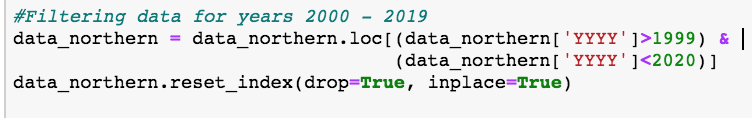 #Filtering data for years 2000 - 2019
data_northern = data_northern.loc[(data_northern['YYYY']>1999) &
(data_northern['YYYY']<2020)]
data_northern.reset_index(drop=True, inplace=True)